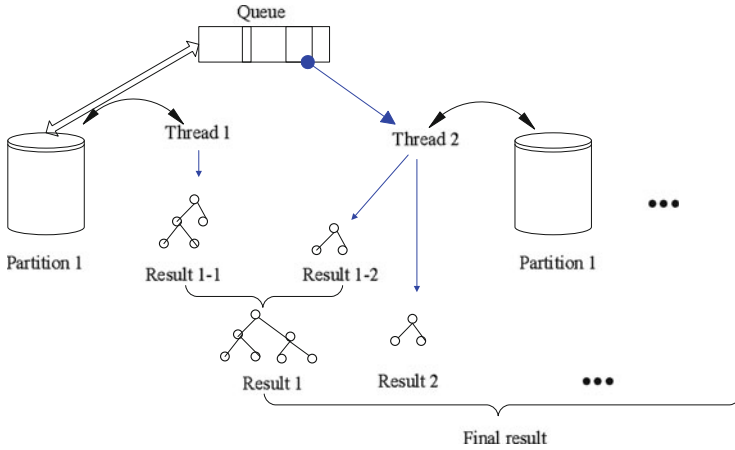 Queue
Thread 1
Thread 2
Partition 1
Result 1-1
Result 1-2
Partition 1
Result 1
Result 2
Final result